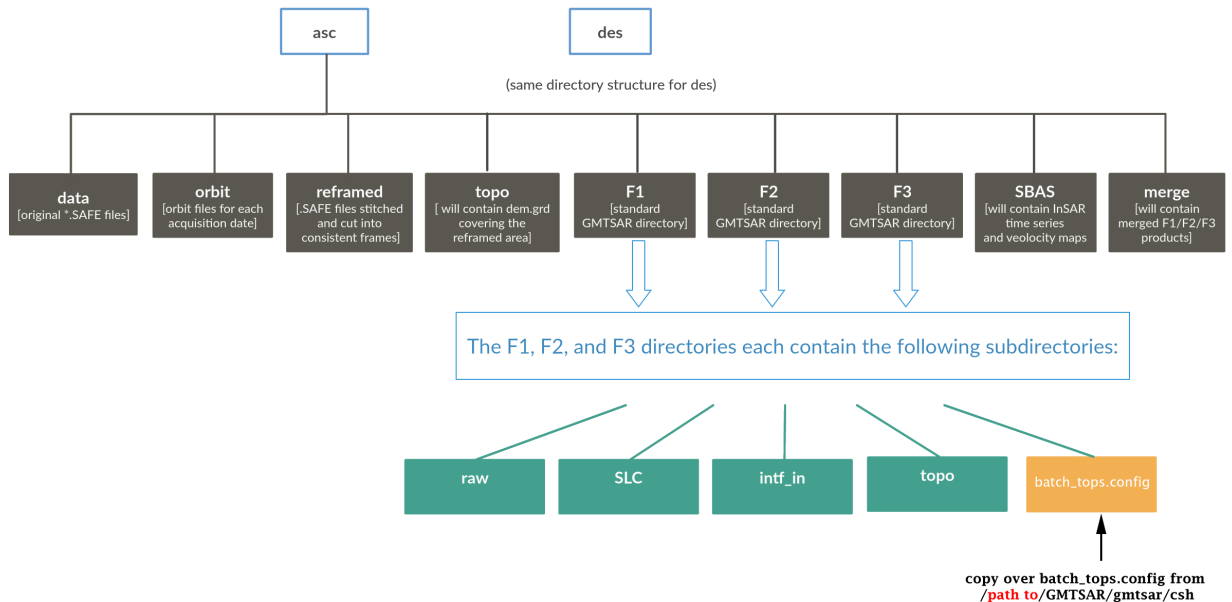 asc
des
(same directory structure for des)
data
[original *.SAFE files]
orbit
[orbit files for each
acquisition date]
reframed
[.SAFE files stitched
and cut into
consistent frames]
topo
[ will contain dem.grd
covering the
reframed area]
F1
[standard
GMTSAR directory]
F2
[standard
GMTSAR directory]
F3
[standard
GMTSAR directory]
SBAS
[will contain InSAR
time series
and veolocity maps
merge
[will contain
merged F1/F2/F3
products]
The F1, F2, and F3 directories each contain the following subdirectories:
raw
SLC
intf_in
topo
batch_tops.config
copy over batch_tops.config from
/path to/GMTSAR/gmtsar/csh